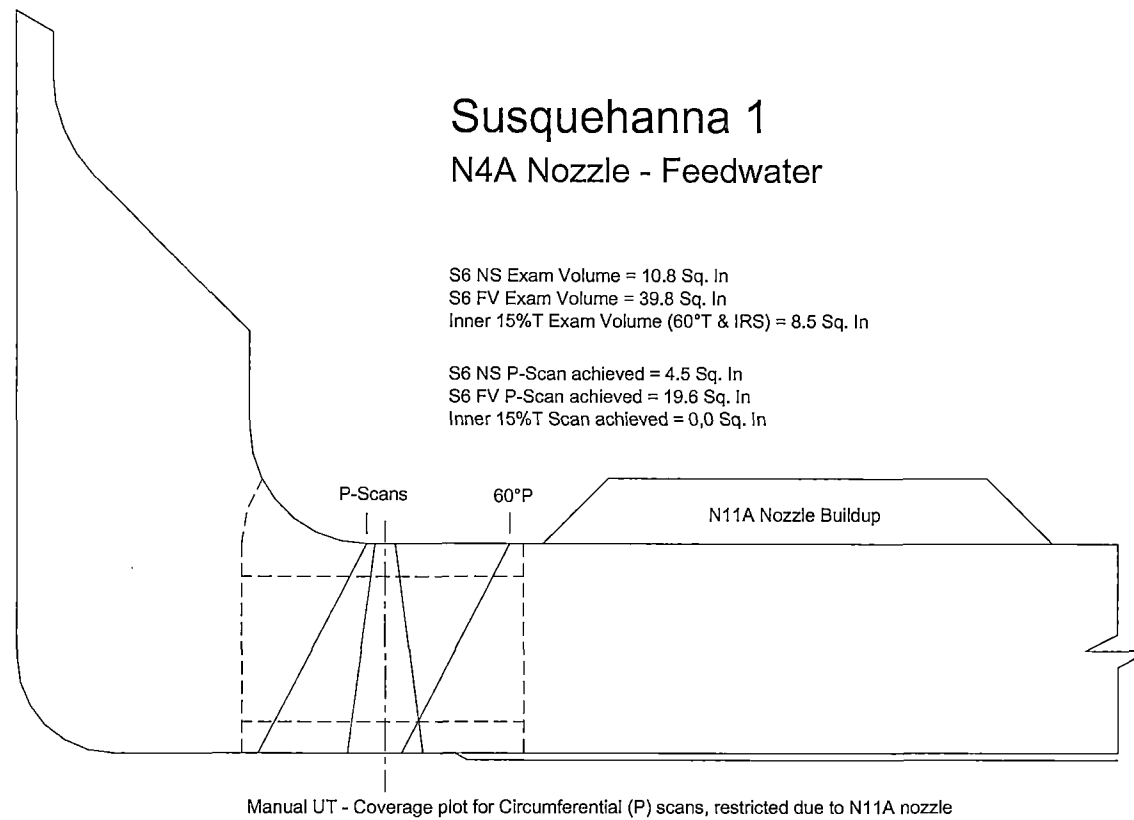 Susquehanna 1
N4A Nozzle - Feedwater
S6 NS Exam Volume = 10.8 Sq. In
S6 FV Exam Volume = 39.8 Sq. In
Inner 15%T Exam Volume (60°T & IRS) = 8.5 Sq. In
S6 NS P-Scan achieved = 4.5 Sq. In
S6 FV P-Scan achieved = 19.6 Sq. In
Inner 15%T Scan achieved = 0,0 Sq. In
P-Scans
60°P
N11A Nozzle Buildup
Manual UT - Coverage plot for Circumferential (P) scans, restricted due to N11A nozzle